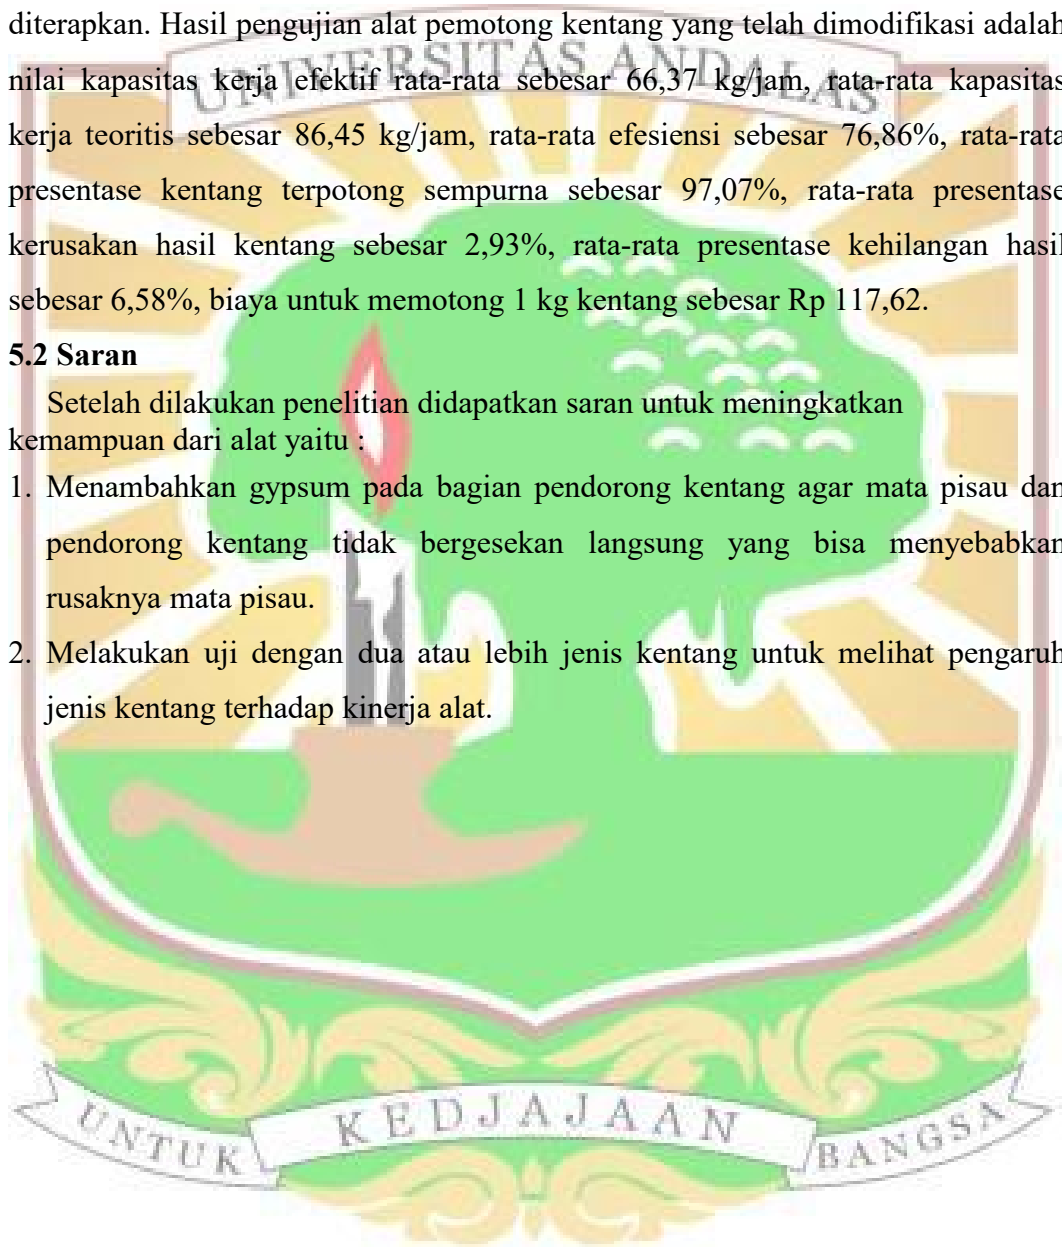 diterapkan. Hasil pengujian alat pemotong kentang yang telah dimodifikasi adalah
UNIVERSITAS ANDALAS
nilai kapasitas kerja efektif rata-rata sebesar 66,37 kg/jam, rata-rata kapasitas
kerja teoritis sebesar 86,45 kg/jam, rata-rata efesiensi sebesar 76,86%, rata-rata
presentase kentang terpotong sempurna sebesar 97,07%, rata-rata presentase
kerusakan hasil kentang sebesar 2,93%, rata-rata presentase kehilangan hasil
sebesar 6,58%, biaya untuk memotong 1 kg kentang sebesar Rp 117,62.
5.2 Saran
Setelah dilakukan penelitian didapatkan saran untuk meningkatkan
kemampuan dari alat yaitu :
1. Menambahkan gypsum pada bagian pendorong kentang agar mata pisau dan
pendorong kentang tidak bergesekan langsung yang bisa menyebabkan
rusaknya mata pisau.
2. Melakukan uji dengan dua atau lebih jenis kentang untuk melihat pengaruh
jenis kentang terhadap kinerja alat.
UNTUK KEDJAJAAN BANGSA